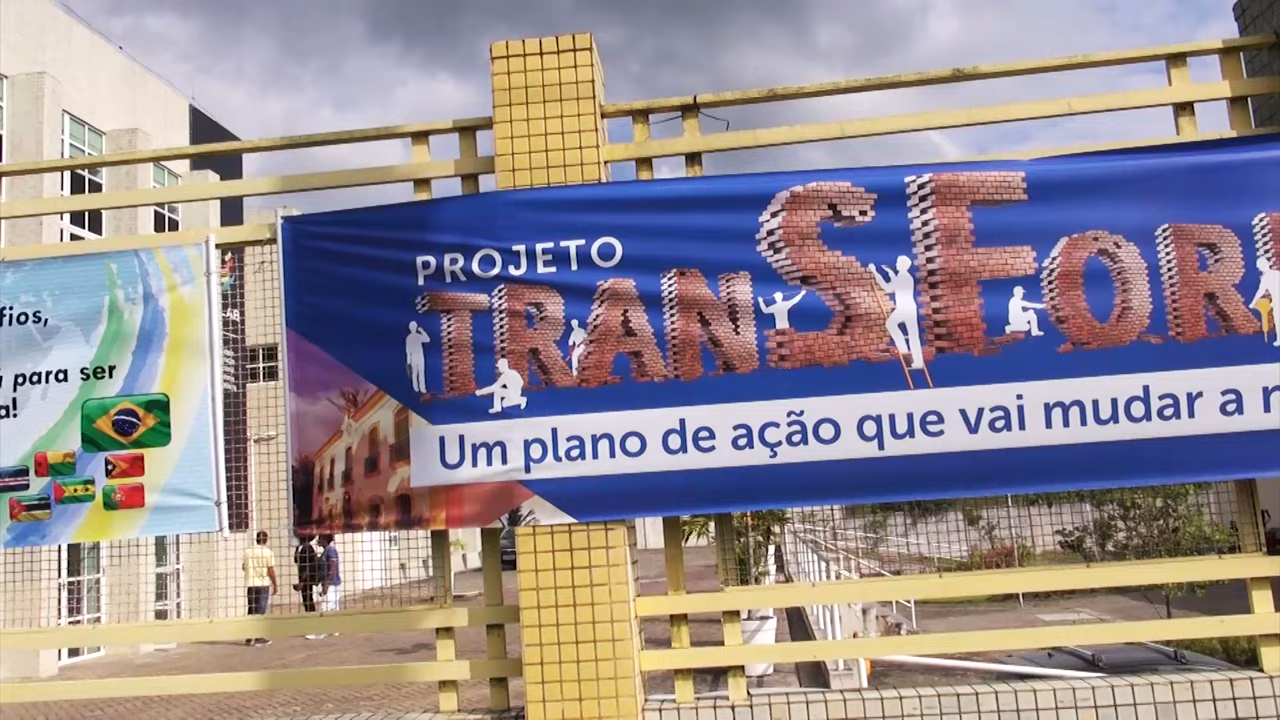 fios,
para ser
a!
PROJETO
TRANSFOR
Um plano de ação que vai mudar a